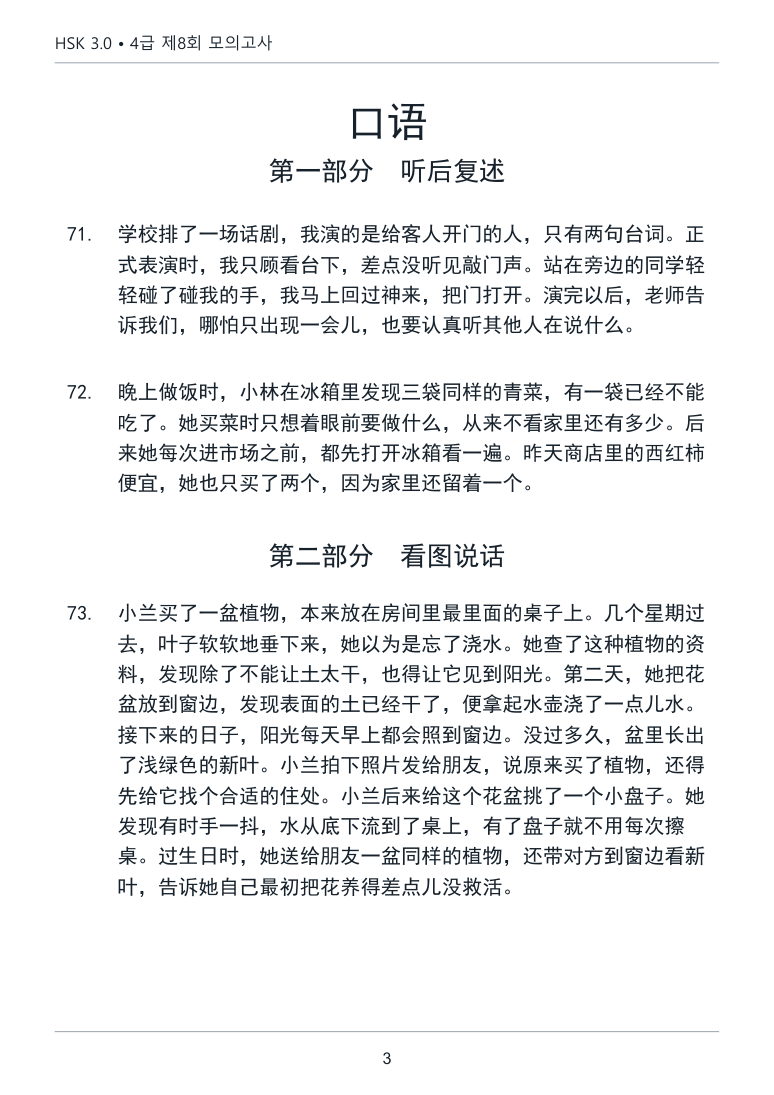 HSK 3.0 • 4급 제8회 모의고사
口语
第一部分　听后复述
71. 学校排了一场话剧，我演的是给客人开门的人，只有两句台词。正
式表演时，我只顾看台下，差点没听见敲门声。站在旁边的同学轻
轻碰了碰我的手，我马上回过神来，把门打开。演完以后，老师告
诉我们，哪怕只出现一会儿，也要认真听其他人在说什么。
72. 晚上做饭时，小林在冰箱里发现三袋同样的青菜，有一袋已经不能
吃了。她买菜时只想着眼前要做什么，从来不看家里还有多少。后
来她每次进市场之前，都先打开冰箱看一遍。昨天商店里的西红柿
便宜，她也只买了两个，因为家里还留着一个。
第二部分　看图说话
73. 小兰买了一盆植物，本来放在房间里最里面的桌子上。几个星期过
去，叶子软软地垂下来，她以为是忘了浇水。她查了这种植物的资
料，发现除了不能让土太干，也得让它见到阳光。第二天，她把花
盆放到窗边，发现表面的土已经干了，便拿起水壶浇了一点儿水。
接下来的日子，阳光每天早上都会照到窗边。没过多久，盆里长出
了浅绿色的新叶。小兰拍下照片发给朋友，说原来买了植物，还得
先给它找个合适的住处。小兰后来给这个花盆挑了一个小盘子。她
发现有时手一抖，水从底下流到了桌上，有了盘子就不用每次擦
桌。过生日时，她送给朋友一盆同样的植物，还带对方到窗边看新
叶，告诉她自己最初把花养得差点儿没救活。
3